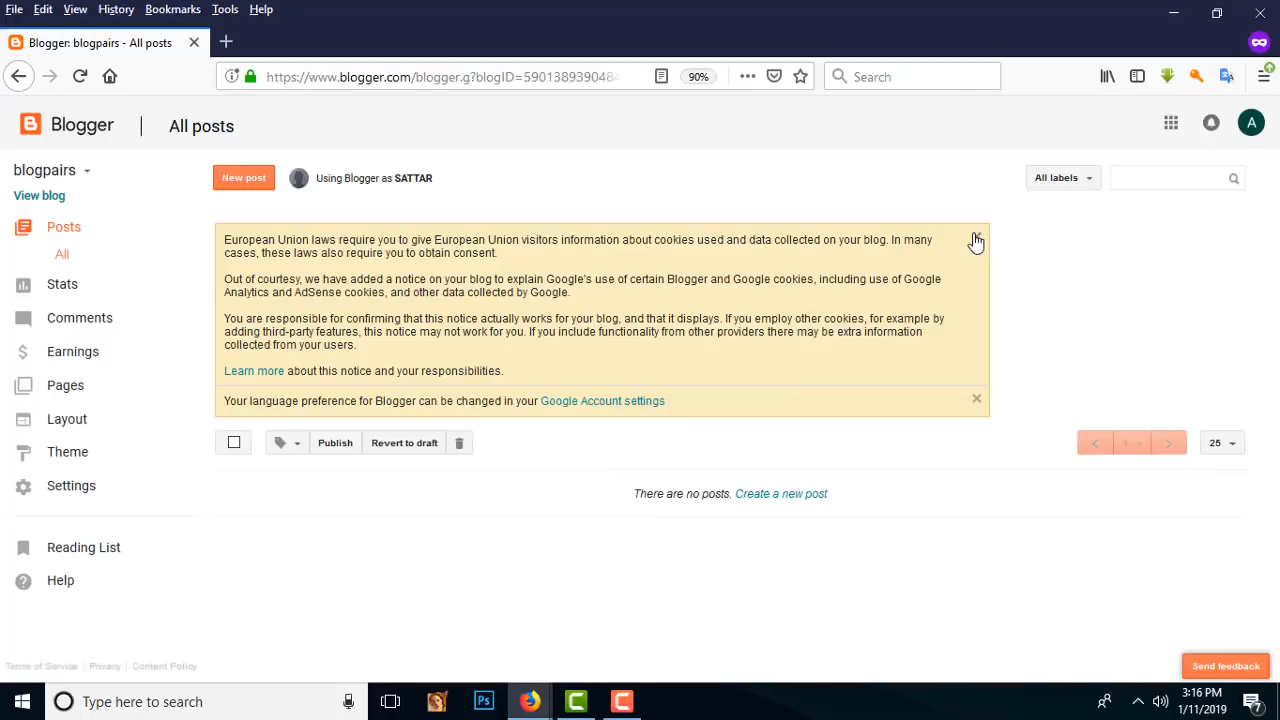 File Edit View History Bookmarks Tools Help
Blogger: blogpairs - All posts
https://www.blogger.com/blogger.g?blogID=5901389390484
90%
Search
Blogger
All posts
A
blogpairs
View blog
Posts
All
Stats
Comments
Earnings
Pages
Layout
Theme
Settings
Reading List
Help
Terms of Service | Privacy | Content Policy
New post
Using Blogger as SATTAR
All labels
European Union laws require you to give European Union visitors information about cookies used and data collected on your blog. In many
cases, these laws also require you to obtain consent.
Out of courtesy, we have added a notice on your blog to explain Google's use of certain Blogger and Google cookies, including use of Google
Analytics and AdSense cookies, and other data collected by Google.
You are responsible for confirming that this notice actually works for your blog, and that it displays. If you employ other cookies, for example by
adding third-party features, this notice may not work for you. If you include functionality from other providers there may be extra information
collected from your users.
Learn more about this notice and your responsibilities.
Your language preference for Blogger can be changed in your Google Account settings
Publish
Revert to draft
1
25
There are no posts. Create a new post
Send feedback
Type here to search
Ps
3:16 PM
1/11/2019
7